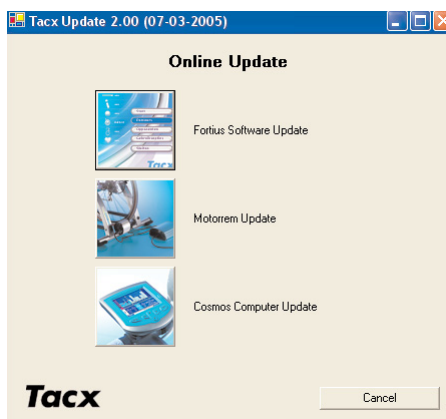 Tacx Update 2.00 (07-03-2005)
Online Update
Fortius Software Update
Motorrem Update
Cosmos Computer Update
Tacx
Cancel